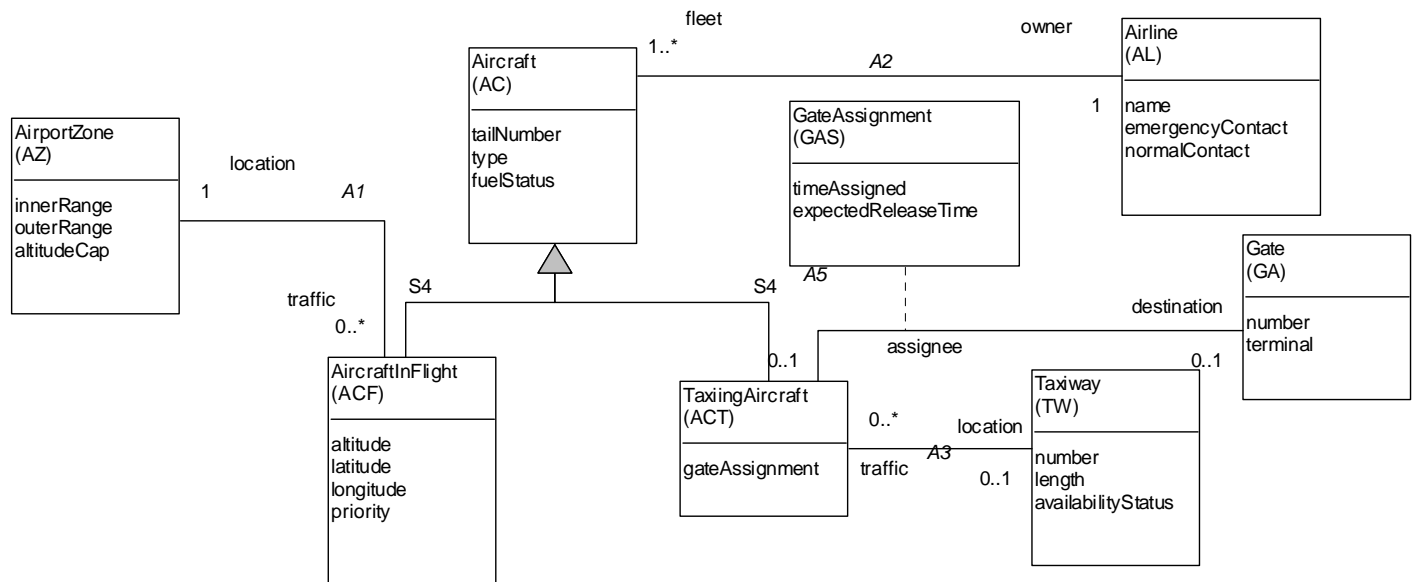 fleet
1..*
owner
A2
1
Aircraft
(AC)
tailNumber
type
fuelStatus
Airline
(AL)
name
emergencyContact
normalContact
GateAssignment
(GAS)
timeAssigned
expectedReleaseTime
AirportZone
(AZ)
innerRange
outerRange
altitudeCap
location
1
A1
traffic
0..*
S4
S4
A5
Gate
(GA)
number
terminal
destination
assignee
0..1
0..1
AircraftInFlight
(ACF)
altitude
latitude
longitude
priority
TaxiingAircraft
(ACT)
gateAssignment
0..*
location
A3
traffic
0..1
Taxiway
(TW)
number
length
availabilityStatus